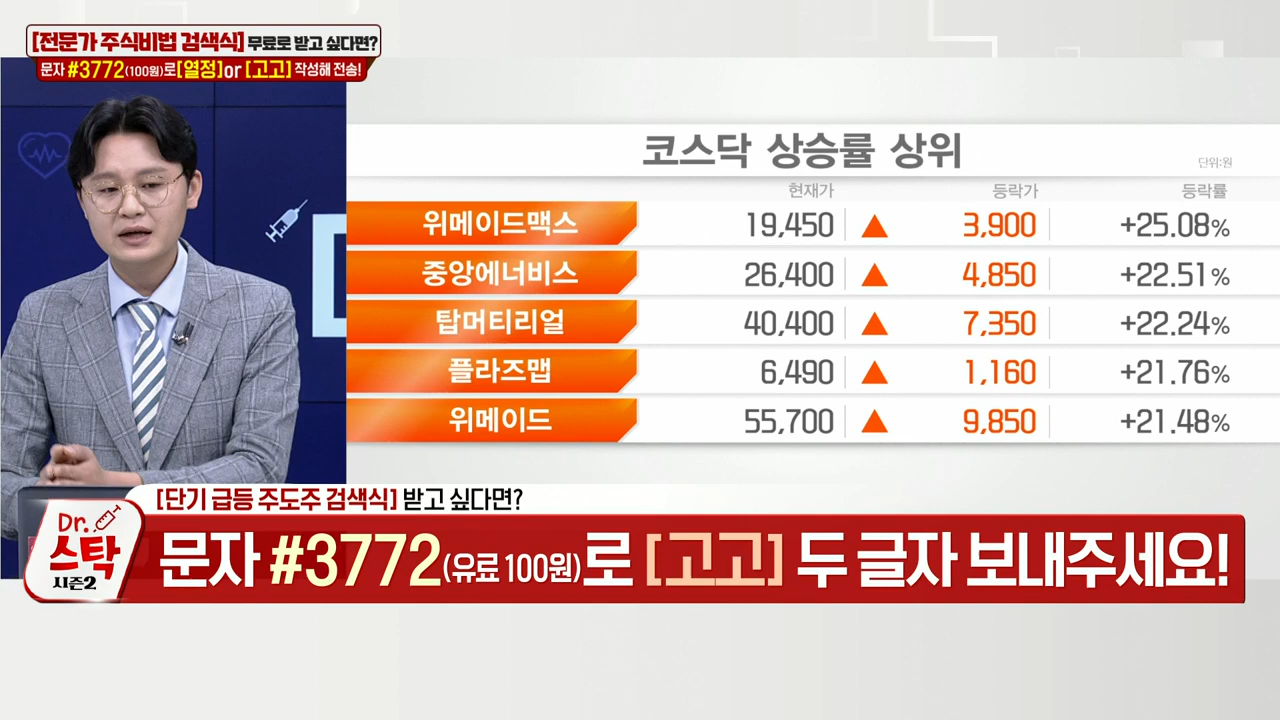 [전문가 주식비법 검색식] 무료로 받고 싶다면?
문자 #3772(100원)로 [열정]or [고고] 작성해 전송!
코스닥 상승률 상위
단위:원
현재가 등락가 등락률
위메이드맥스 19,450 ▲ 3,900 +25.08%
중앙에너비스 26,400 ▲ 4,850 +22.51%
탑머티리얼 40,400 ▲ 7,350 +22.24%
플라즈맵 6,490 ▲ 1,160 +21.76%
위메이드 55,700 ▲ 9,850 +21.48%
[단기 급등 주도주 검색식] 받고 싶다면?
Dr.
스탁
시즌2
문자 #3772(유료 100원)로 [고고] 두 글자 보내주세요!